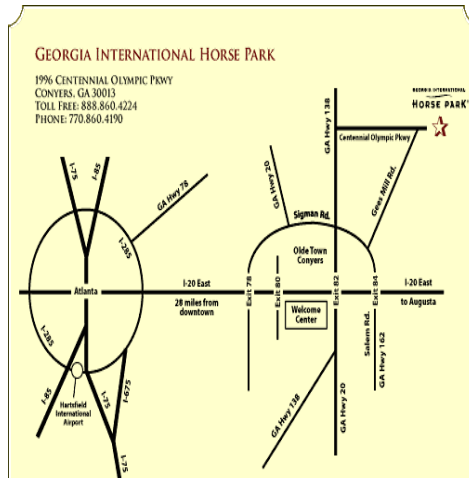 GEORGIA INTERNATIONAL HORSE PARK
1996 CENTENNIAL OLYMPIC PKWY
CONYERS, GA 30013
TOLL FREE: 888.860.4224
PHONE: 770.860.4190
GEORGIA INTERNATIONAL
HORSE PARK
GA Hwy 138
Centennial Olympic Pkwy
I-75
I-85
GA Hwy 78
GA Hwy 20
Gees Mill Rd.
Sigman Rd.
I-285
Olde Town
Conyers
Atlanta
I-20 East
28 miles from
downtown
Exit 78
Exit 80
Exit 82
Exit 84
I-20 East
to Augusta
Welcome
Center
I-285
Salem Rd.
GA Hwy 162
I-85
Hartsfield
International
Airport
I-75
I-675
GA Hwy 138
GA Hwy 20
I-75